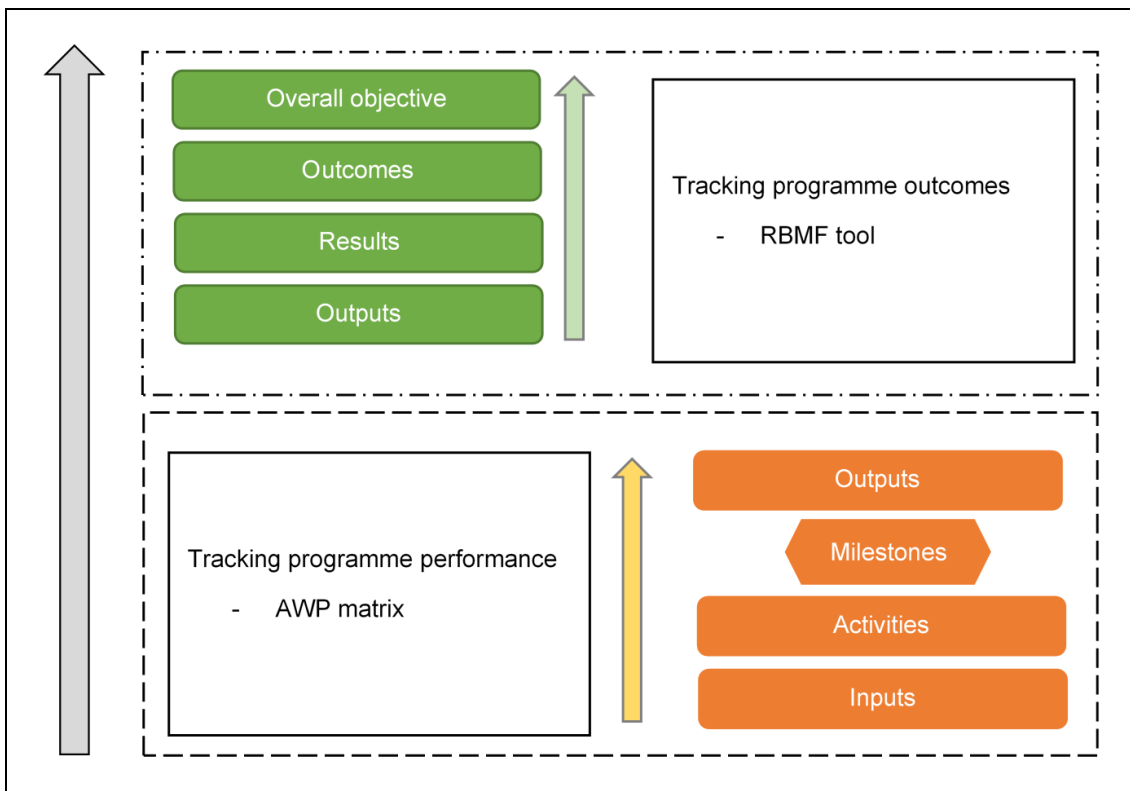 Overall objective
Outcomes
Results
Outputs
Tracking programme outcomes
- RBMF tool
Tracking programme performance
- AWP matrix
Outputs
Milestones
Activities
Inputs